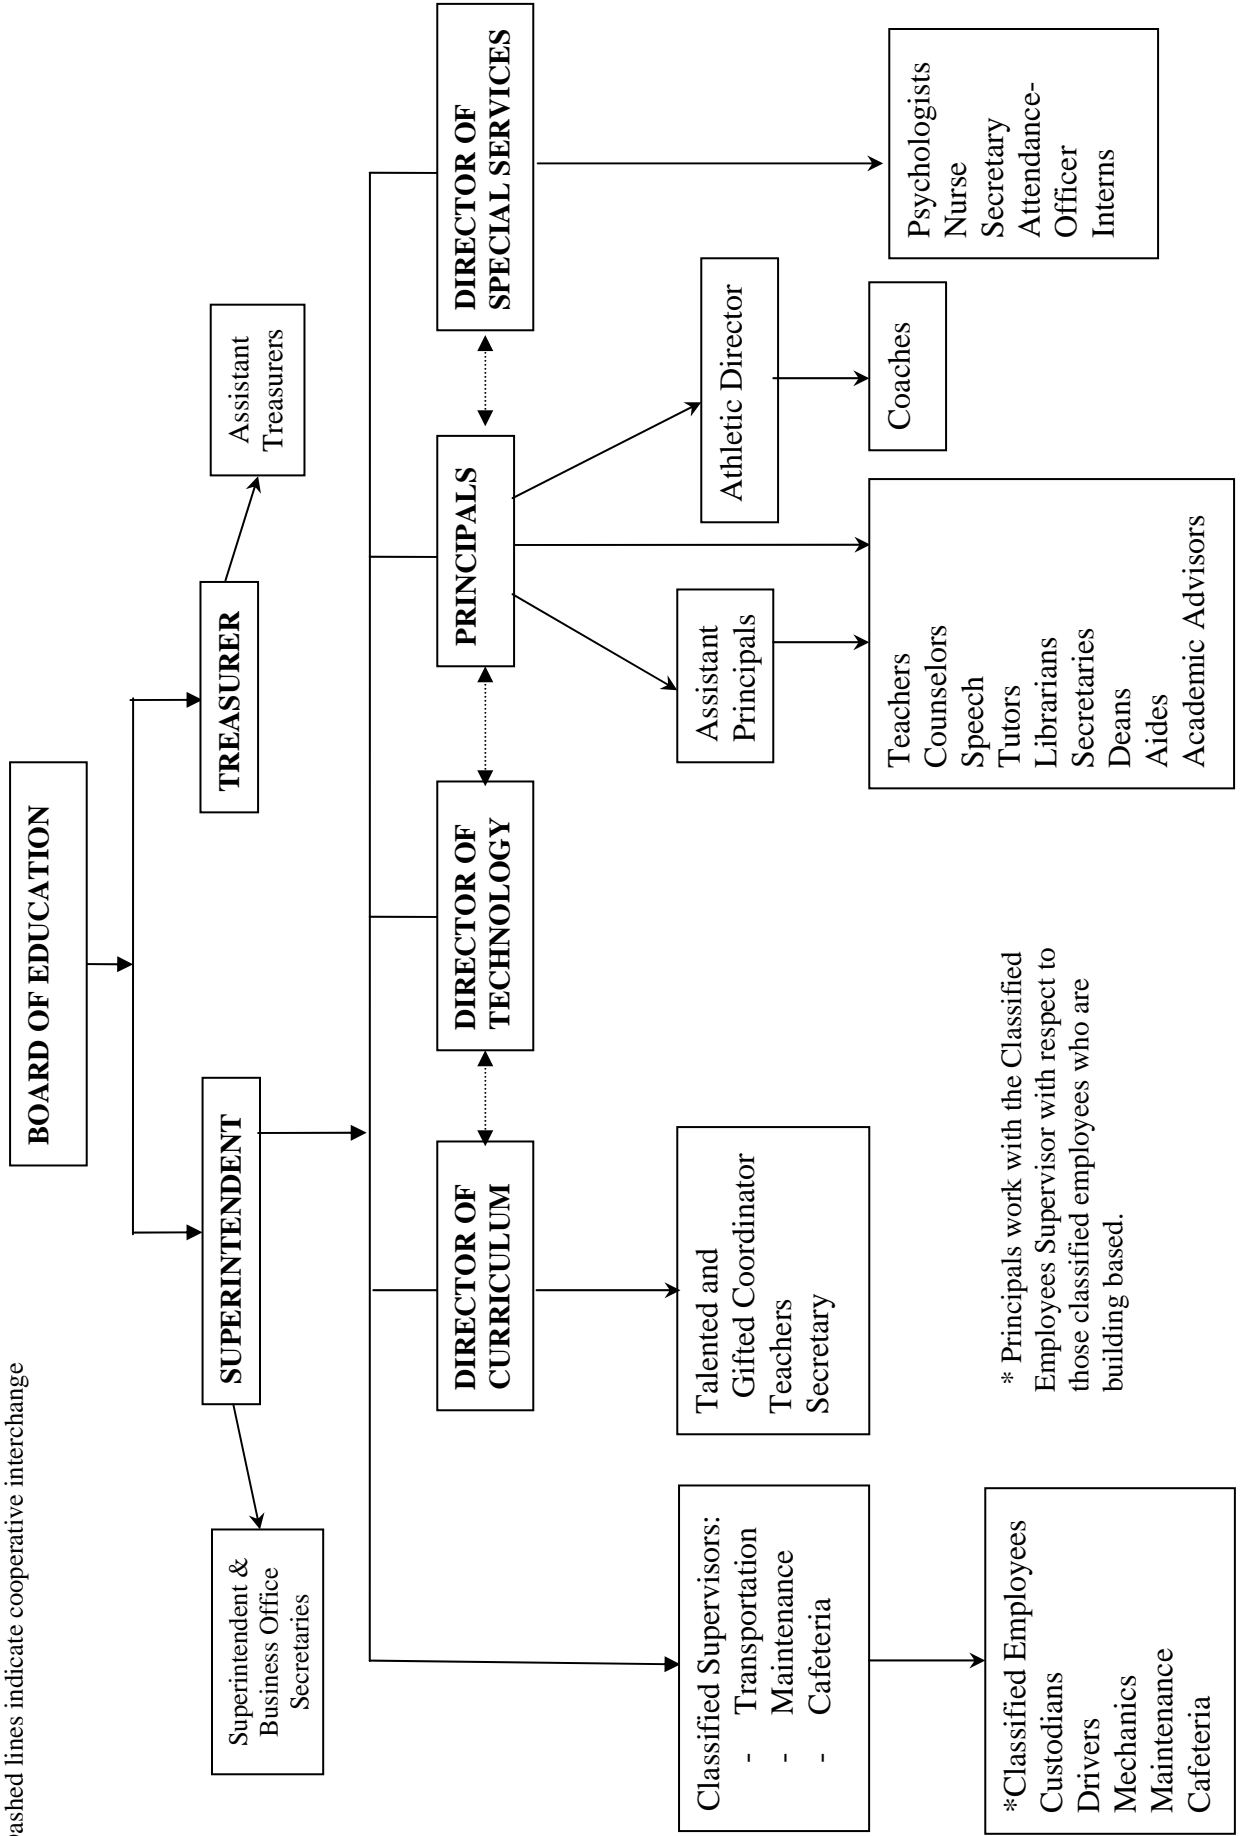 ashed lines indicate cooperative interchange
BOARD OF EDUCATION
SUPERINTENDENT
TREASURER
Superintendent &
Business Office
Secretaries
Assistant
Treasurers
DIRECTOR OF
CURRICULUM
DIRECTOR OF
TECHNOLOGY
PRINCIPALS
DIRECTOR OF
SPECIAL SERVICES
Classified Supervisors:
- Transportation
- Maintenance
- Cafeteria
Talented and
Gifted Coordinator
Teachers
Secretary
Assistant
Principals
Athletic Director
*Classified Employees
Custodians
Drivers
Mechanics
Maintenance
Cafeteria
* Principals work with the Classified
Employees Supervisor with respect to
those classified employees who are
building based.
Teachers
Counselors
Speech
Tutors
Librarians
Secretaries
Deans
Aides
Academic Advisors
Coaches
Psychologists
Nurse
Secretary
Attendance-
Officer
Interns